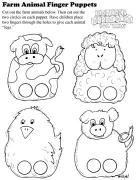 Farm Animal Finger Puppets
Cut out the farm animals below. Then cut out the
two circles on each puppet. Have children place
two fingers through the holes to give each animal
"legs."